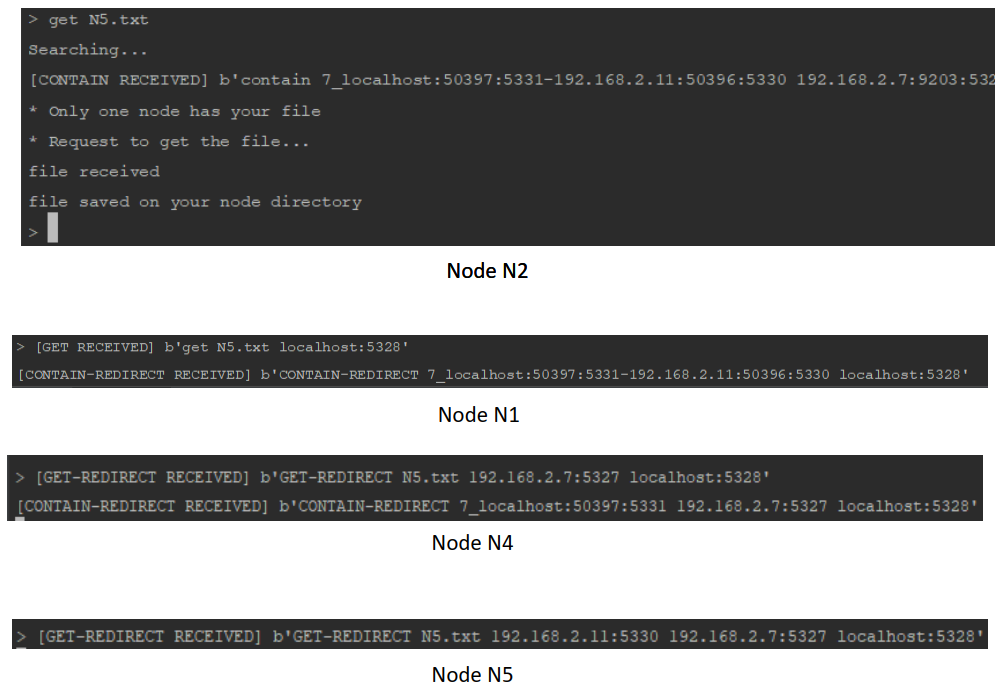 > get N5.txt
Searching...
[CONTAIN RECEIVED] b'contain 7_localhost:50397:5331-192.168.2.11:50396:5330 192.168.2.7:9203:532
* Only one node has your file
* Request to get the file...
file received
file saved on your node directory
>
Node N2
> [GET RECEIVED] b'get N5.txt localhost:5328'
[CONTAIN-REDIRECT RECEIVED] b'CONTAIN-REDIRECT 7_localhost:50397:5331-192.168.2.11:50396:5330 localhost:5328'
Node N1
> [GET-REDIRECT RECEIVED] b'GET-REDIRECT N5.txt 192.168.2.7:5327 localhost:5328'
[CONTAIN-REDIRECT RECEIVED] b'CONTAIN-REDIRECT 7_localhost:50397:5331 192.168.2.7:5327 localhost:5328'
Node N4
> [GET-REDIRECT RECEIVED] b'GET-REDIRECT N5.txt 192.168.2.11:5330 192.168.2.7:5327 localhost:5328'
Node N5